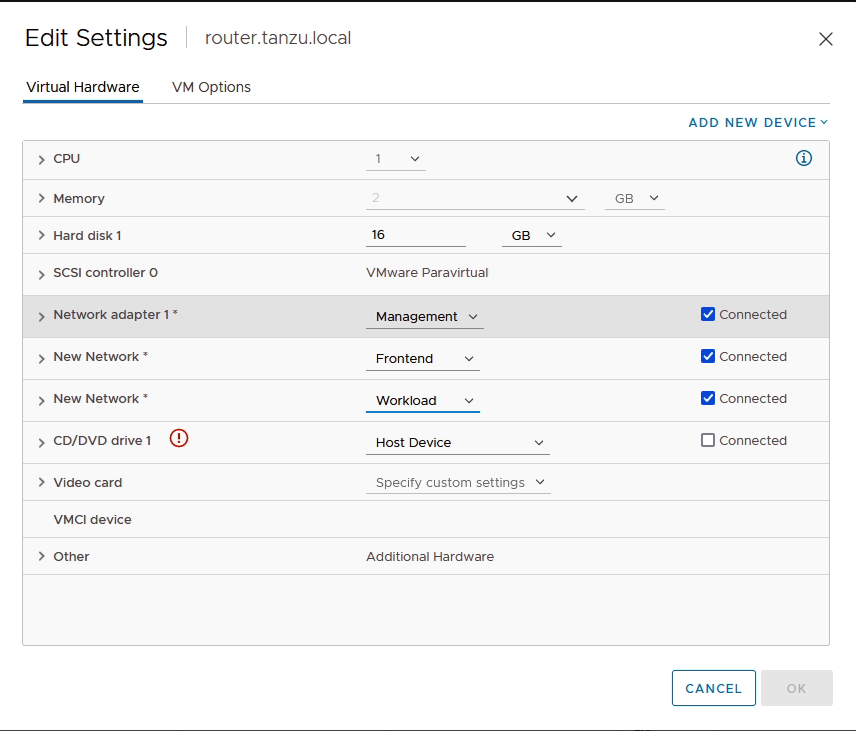 Edit Settings router.tanzu.local
Virtual Hardware VM Options
ADD NEW DEVICE
CPU 1
Memory 2 GB
Hard disk 1 16 GB
SCSI controller 0 VMware Paravirtual
Network adapter 1 * Management Connected
New Network * Frontend Connected
New Network * Workload Connected
CD/DVD drive 1 Host Device Connected
Video card Specify custom settings
VMCI device
Other Additional Hardware
CANCEL OK